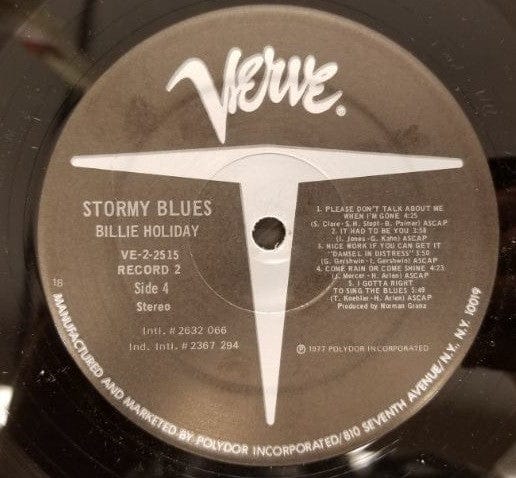 Verve®
STORMY BLUES
BILLIE HOLIDAY
VE-2-2515
RECORD 2
Side 4
Stereo
Intl. #2632 066
Ind. Intl. #2367 294
18
1. PLEASE DON'T TALK ABOUT ME
WHEN I'M GONE 4:25
(S. Clare - S.H. Stept - B. Palmer) ASCAP
2. IT HAD TO BE YOU 3:58
(I. Jones - G. Kahn) ASCAP
3. NICE WORK IF YOU CAN GET IT
"DAMSEL IN DISTRESS" 3:50
(G. Gershwin - I. Gershwin) ASCAP
4. COME RAIN OR COME SHINE 4:23
(J. Mercer - H. Arlen) ASCAP
5. I GOTTA RIGHT
TO SING THE BLUES 5:49
(T. Koehler - H. Arlen) ASCAP
Produced by Norman Granz
Ⓟ 1977 POLYDOR INCORPORATED
MANUFACTURED AND MARKETED BY POLYDOR INCORPORATED/810 SEVENTH AVENUE/N.Y., N.Y. 10019